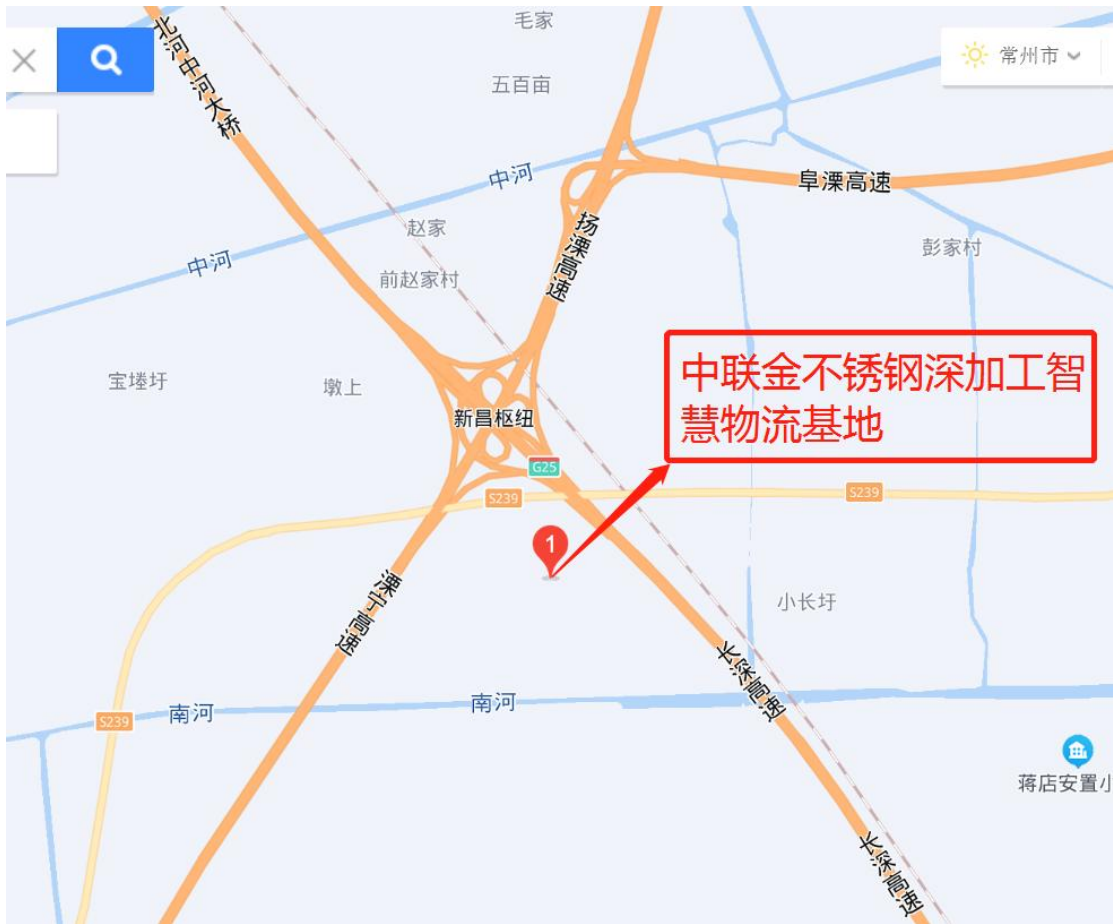 毛家
常州市
五百亩
北河中河大桥
中河
阜溧高速
赵家
扬溧高速
彭家村
中河
前赵家村
中联金不锈钢深加工智
慧物流基地
宝埄圩
墩上
新昌枢纽
G25
S239
S239
1
溧宁高速
小长圩
长深高速
南河
南河
S239
蒋店安置小
长深高速